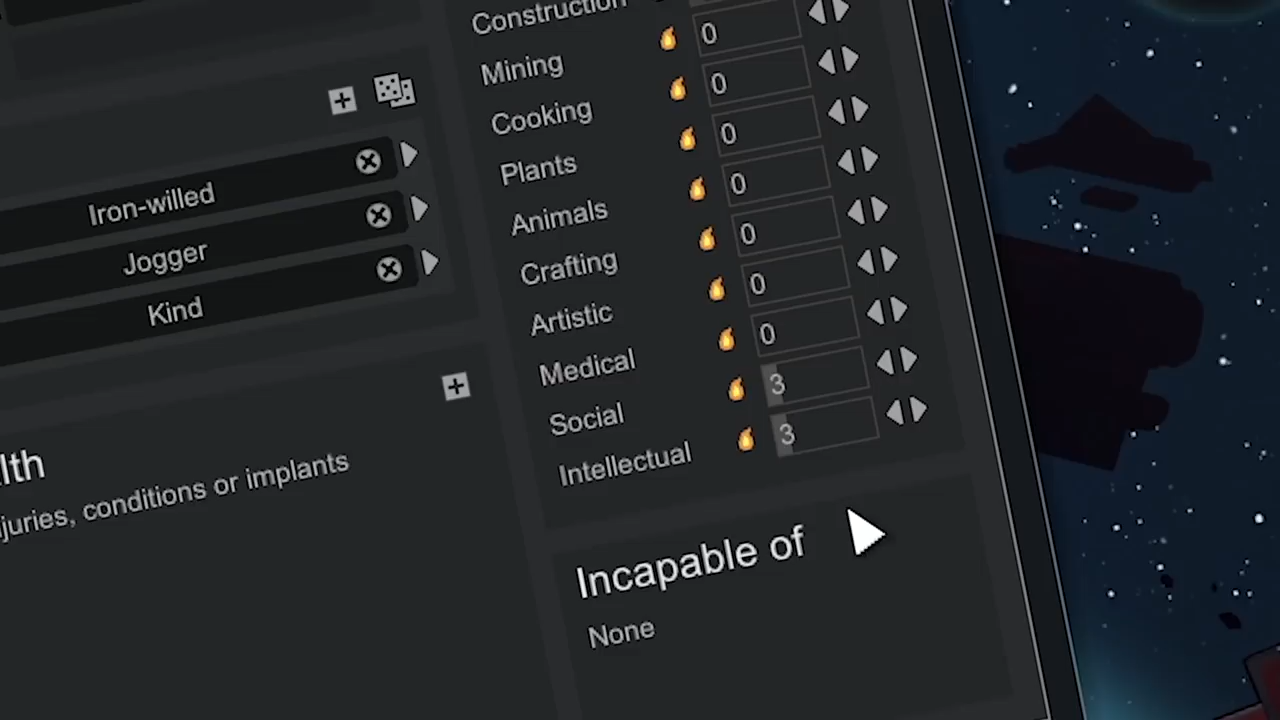 Construction
Mining 0
Cooking 0
Plants 0
Animals 0
Crafting 0
Artistic 0
Medical 0
Social 3
Intellectual 3
Iron-willed
Jogger
Kind
lth
juries, conditions or implants
Incapable of
None